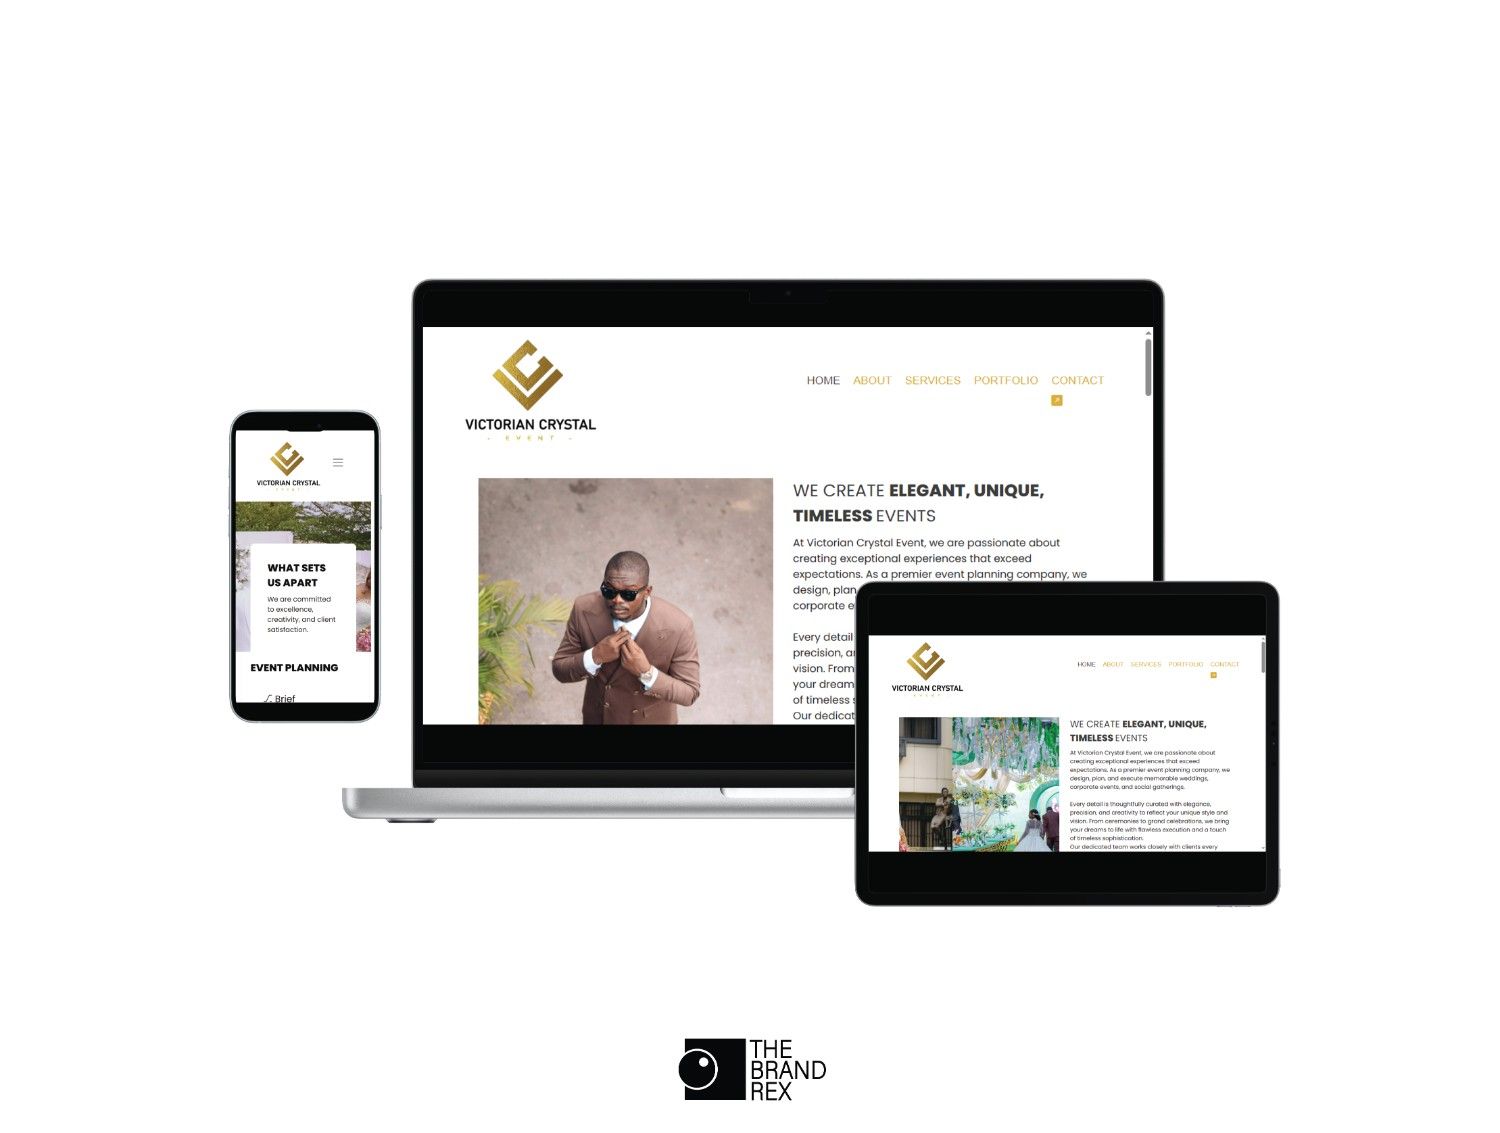 VICTORIAN CRYSTAL
- EVENT -
HOME ABOUT SERVICES PORTFOLIO CONTACT
WE CREATE ELEGANT, UNIQUE,
TIMELESS EVENTS
At Victorian Crystal Event, we are passionate about
creating exceptional experiences that exceed
expectations. As a premier event planning company, we
design, plan
corporate e
Every detail
precision, a
vision. From
your dream
of timeless s
Our dedicat
VICTORIAN CRYSTAL
EVENT
WHAT SETS
US APART
We are committed
to excellence,
creativity, and client
satisfaction.
EVENT PLANNING
Brief
VICTORIAN CRYSTAL
EVENT
HOME ABOUT SERVICES PORTFOLIO CONTACT
WE CREATE ELEGANT, UNIQUE,
TIMELESS EVENTS
At Victorian Crystal Event, we are passionate about
creating exceptional experiences that exceed
expectations. As a premier event planning company, we
design, plan, and execute memorable weddings,
corporate events, and social gatherings.
Every detail is thoughtfully curated with elegance,
precision, and creativity to reflect your unique style and
vision. From ceremonies to grand celebrations, we bring
your dreams to life with flawless execution and a touch
of timeless sophistication.
Our dedicated team works closely with clients every
THE
BRAND
REX